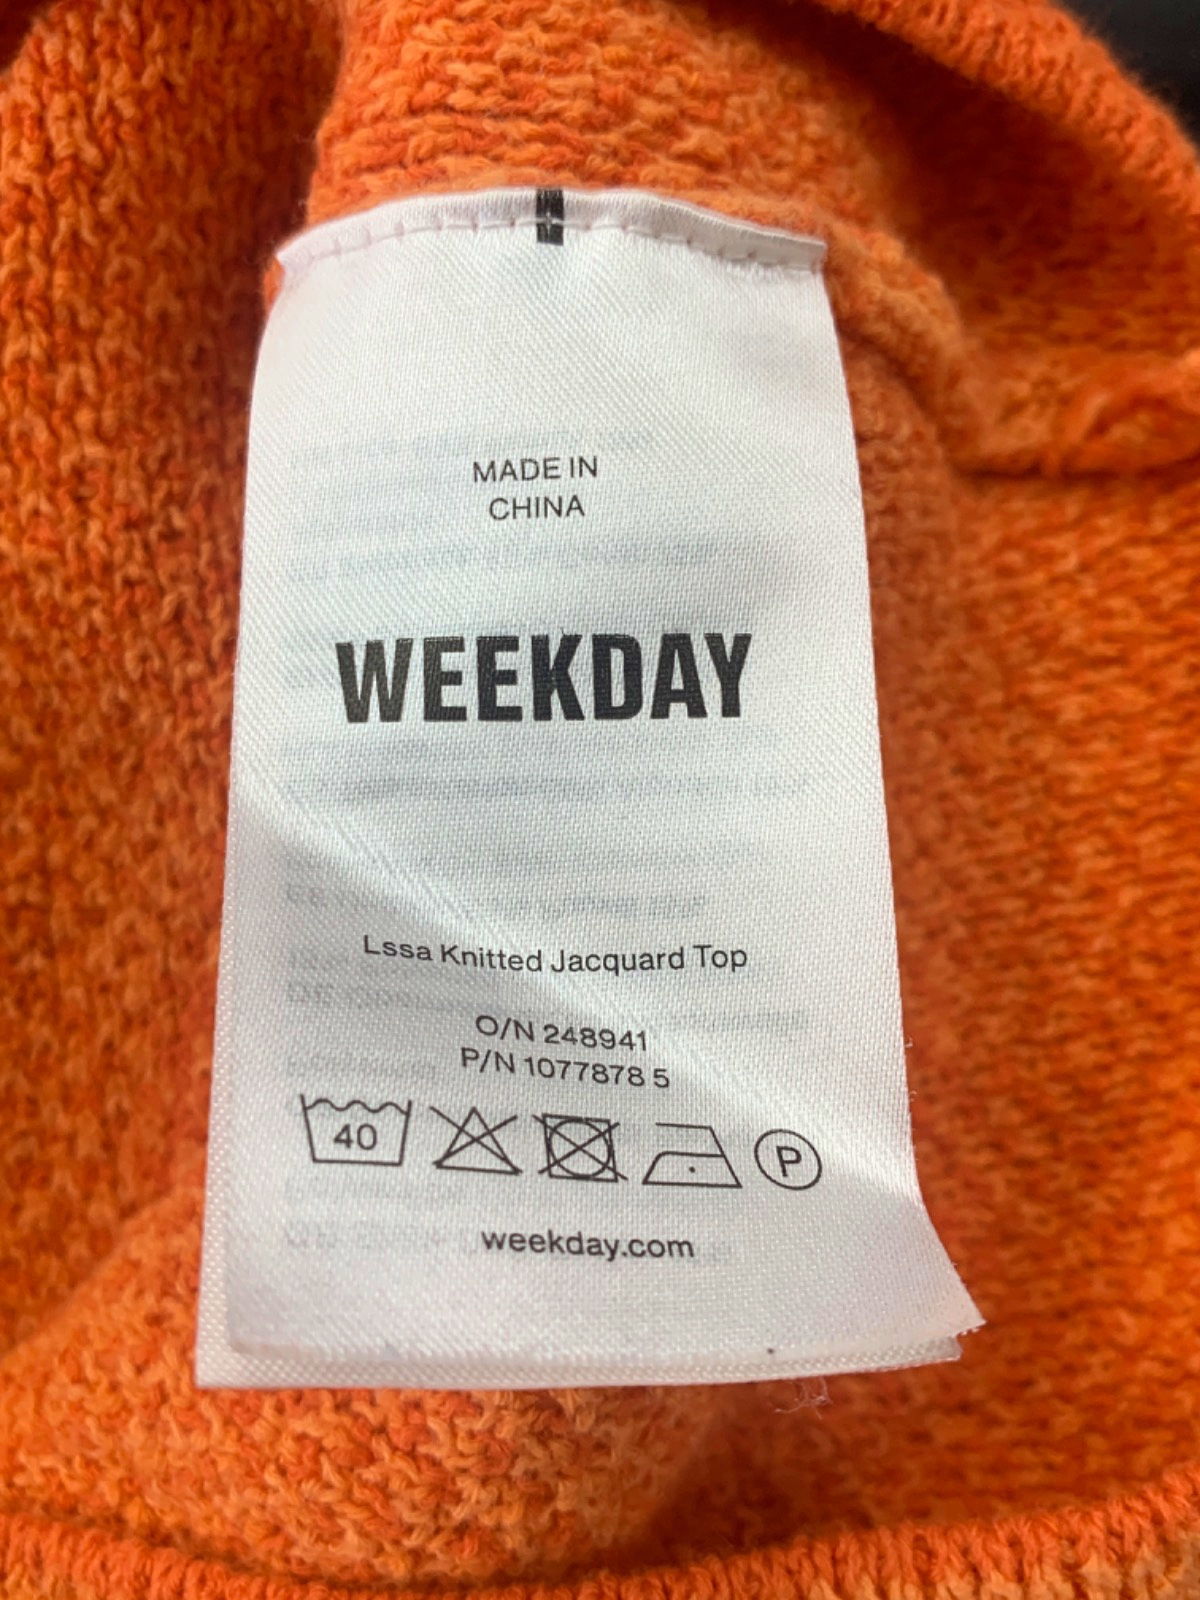 MADE IN
CHINA
WEEKDAY
Lssa Knitted Jacquard Top
O/N 248941
P/N 1077878 5
40 P
weekday.com